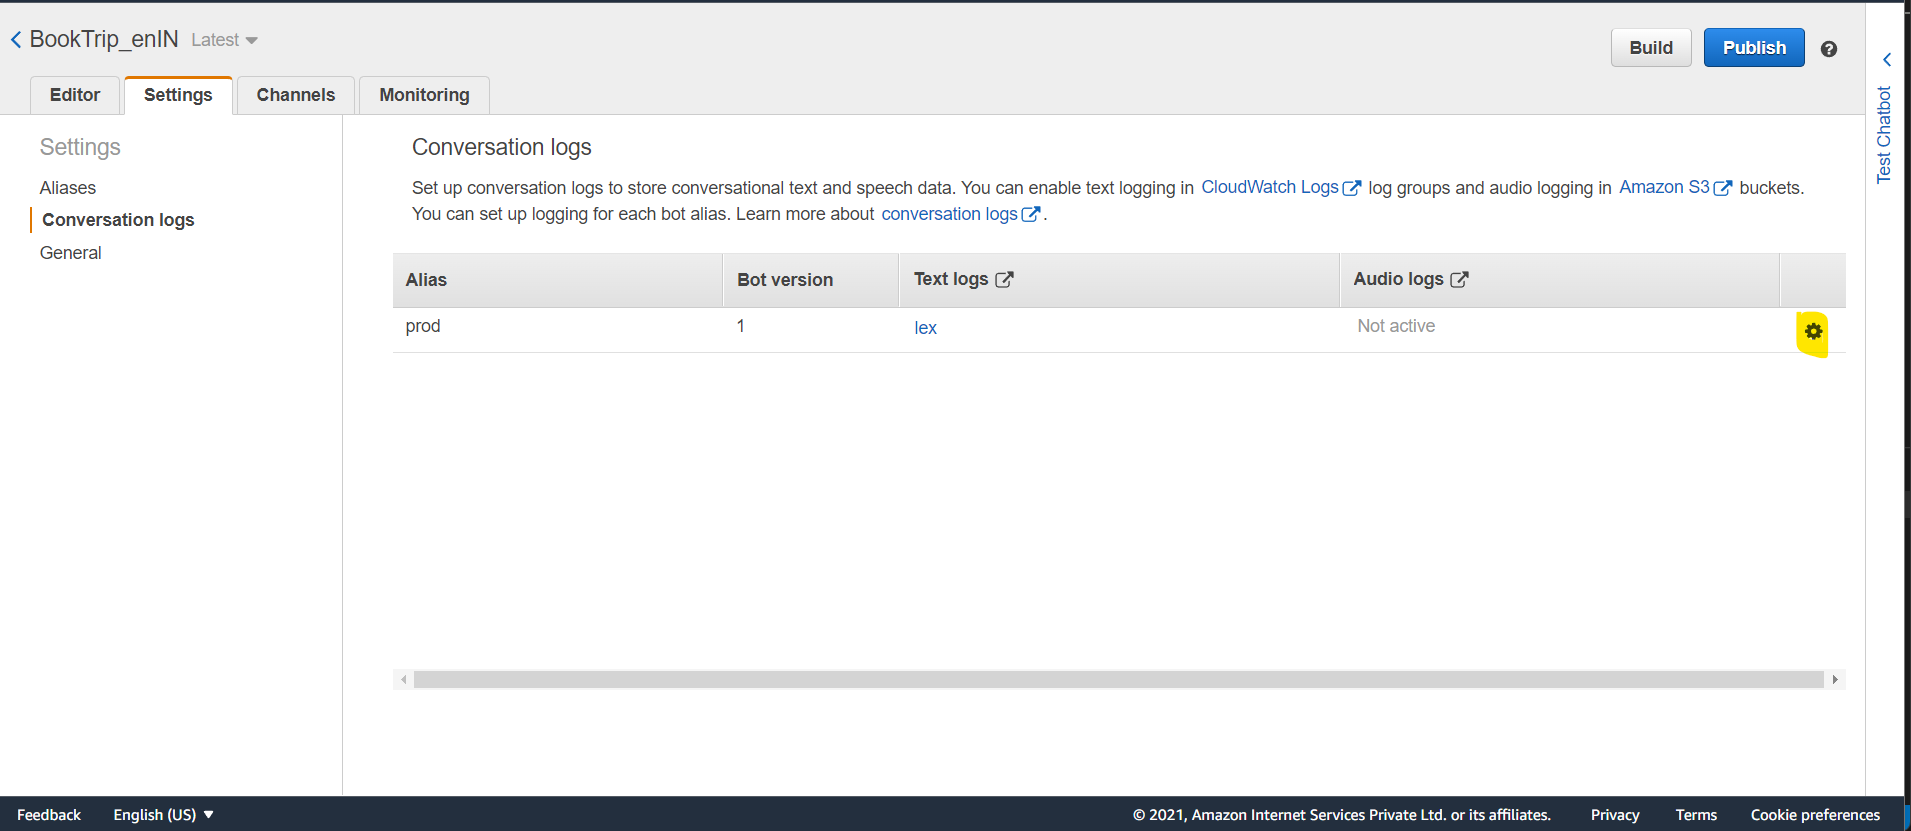 BookTrip_enIN Latest
Build Publish
Editor Settings Channels Monitoring
Test Chatbot
Settings
Aliases
Conversation logs
General
Conversation logs
Set up conversation logs to store conversational text and speech data. You can enable text logging in CloudWatch Logs log groups and audio logging in Amazon S3 buckets.
You can set up logging for each bot alias. Learn more about conversation logs .
Alias Bot version Text logs Audio logs
prod 1 lex Not active
Feedback English (US) © 2021, Amazon Internet Services Private Ltd. or its affiliates. Privacy Terms Cookie preferences